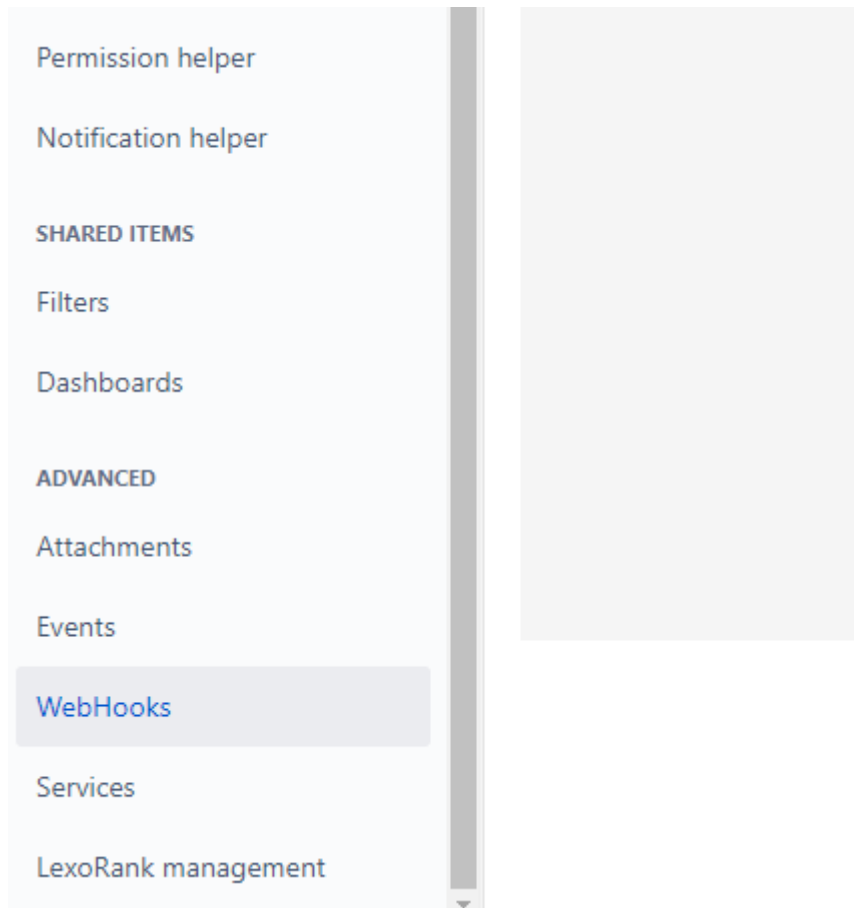 Permission helper
Notification helper
SHARED ITEMS
Filters
Dashboards
ADVANCED
Attachments
Events
WebHooks
Services
LexoRank management